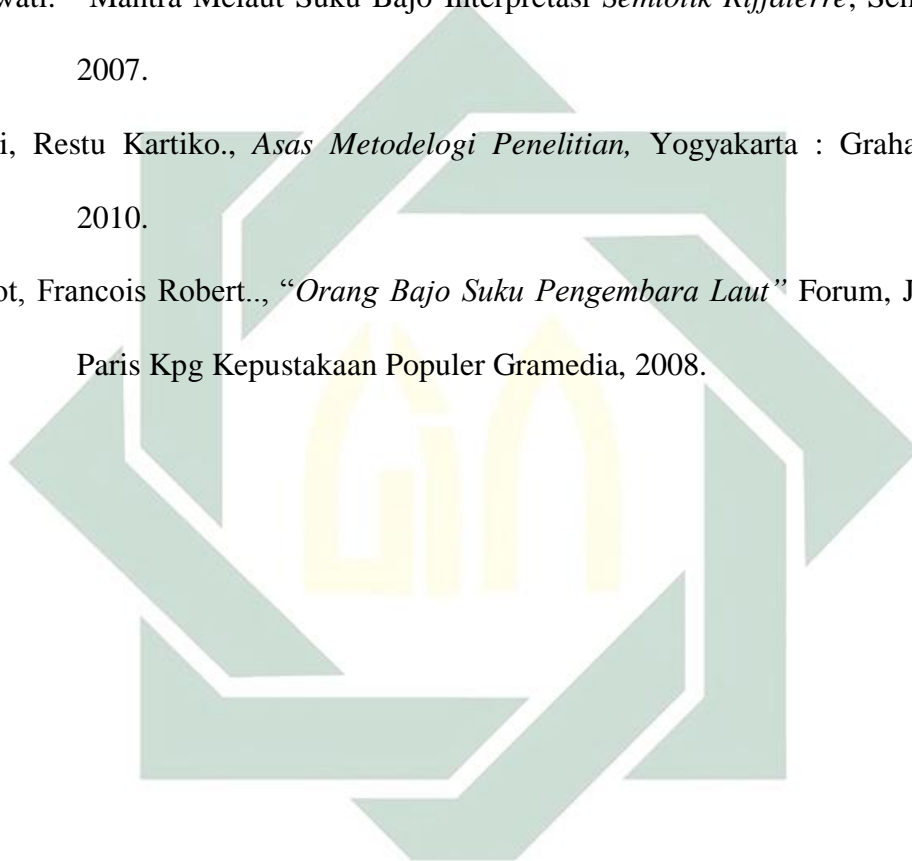 wati. "Mantra Melaut Suku Bajo Interpretasi Semiotik Riffaterre, Sem
2007.
i, Restu Kartiko., Asas Metodelogi Penelitian, Yogyakarta : Graha
2010.
ot, Francois Robert.., “Orang Bajo Suku Pengembara Laut” Forum, J
Paris Kpg Kepustakaan Populer Gramedia, 2008.